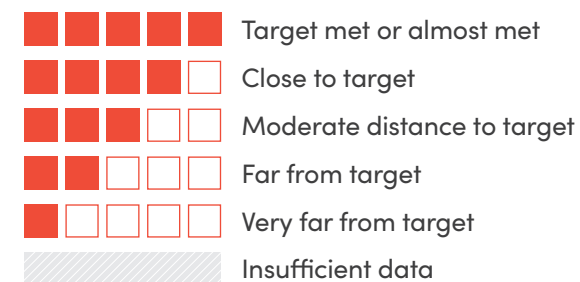 Target met or almost met
Close to target
Moderate distance to target
Far from target
Very far from target
Insufficient data